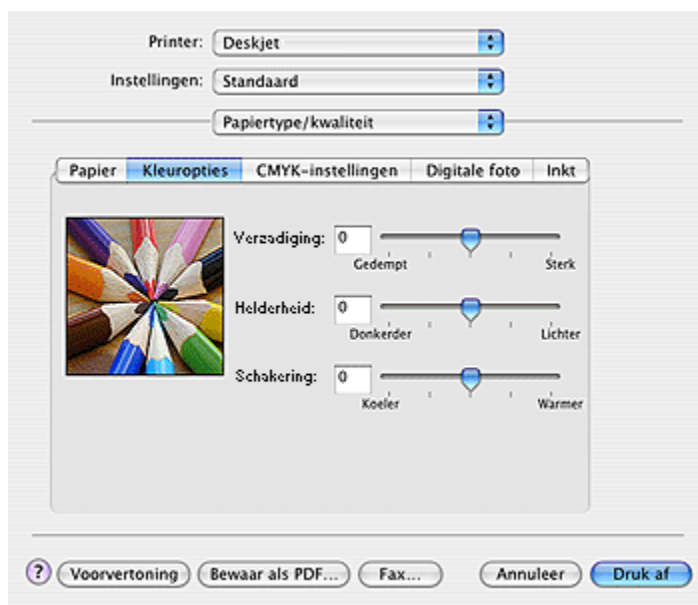 Printer: Deskjet
Instellingen: Standaard
Papiertype/kwaliteit
Papier Kleuropties CMYK-instellingen Digitale foto Inkt
Verzadiging: 0
Gedempt Sterk
Helderheid: 0
Donkerder Lichter
Schakering: 0
Koeler Warmer
? Voorvertoning Bewaar als PDF... Fax... Annuleer Druk af